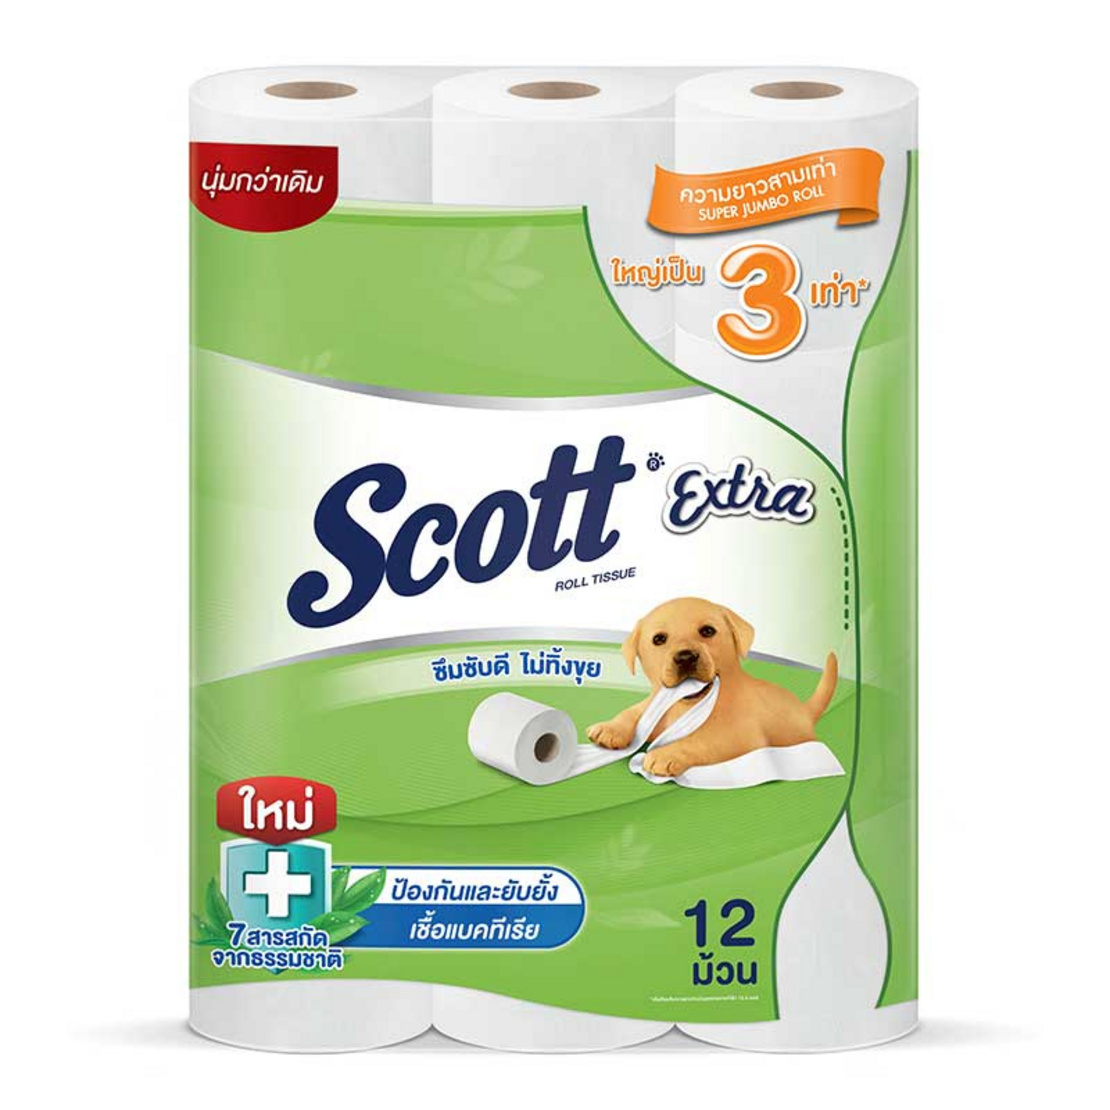 นุ่มกว่าเดิม
ความยาวสามเท่า
SUPER JUMBO ROLL
ใหญ่เป็น 3 เท่า*
Scott® Extra
ROLL TISSUE
ซึมซับดี ไม่ทิ้งขุย
ใหม่
7 สารสกัด
จากธรรมชาติ
ป้องกันและยับยั้ง
เชื้อแบคทีเรีย
12
ม้วน